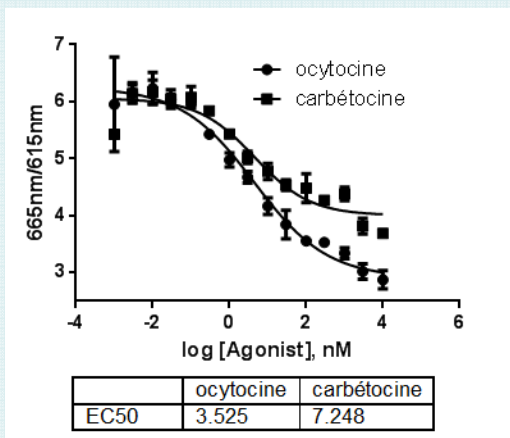 7
6
5
4
3
665nm/615nm
ocytocine
carbétocine
-4 -2 0 2 4 6
log [Agonist], nM
ocytocine carbétocine
EC50 3.525 7.248